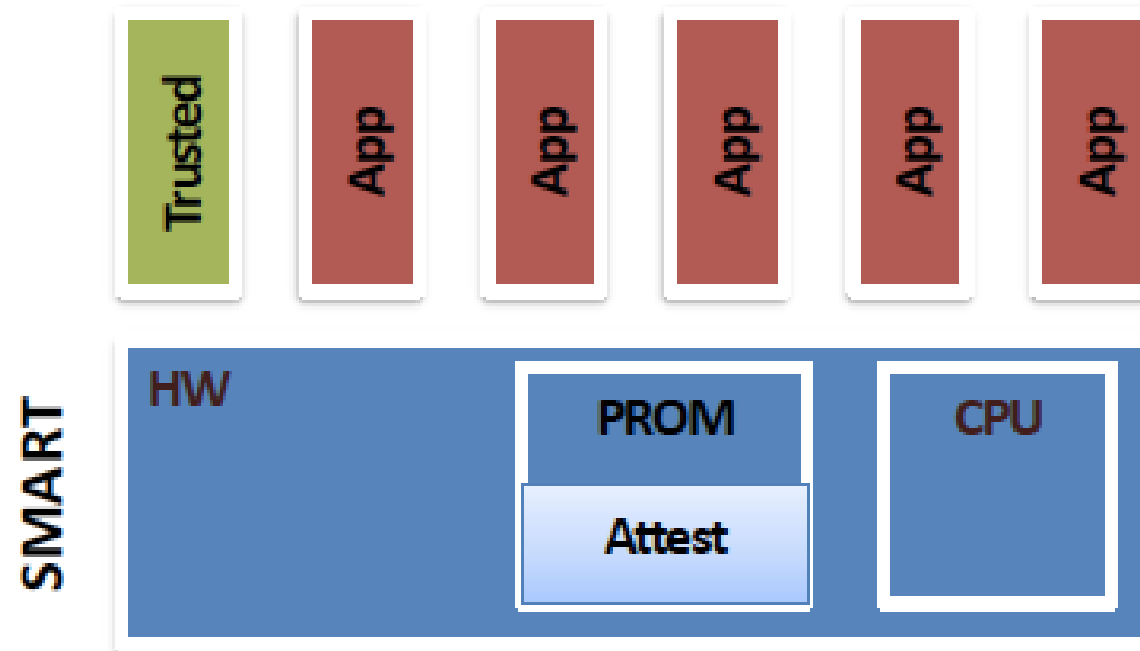 Trusted
App
App
App
App
App
SMART
HW
PROM
CPU
Attest